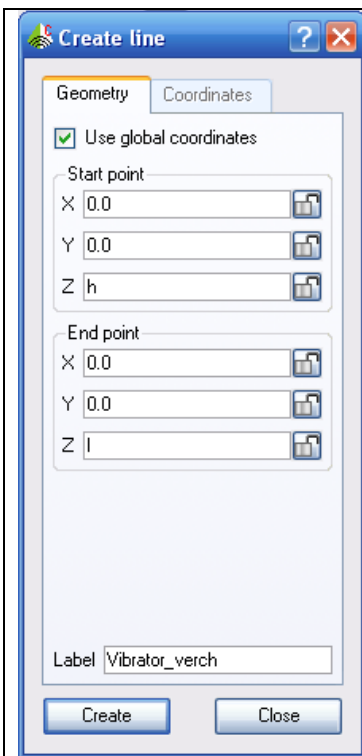 Create line
?
Geometry Coordinates
Use global coordinates
Start point
X 0.0
Y 0.0
Z h
End point
X 0.0
Y 0.0
Z l
Label Vibrator_verch
Create Close